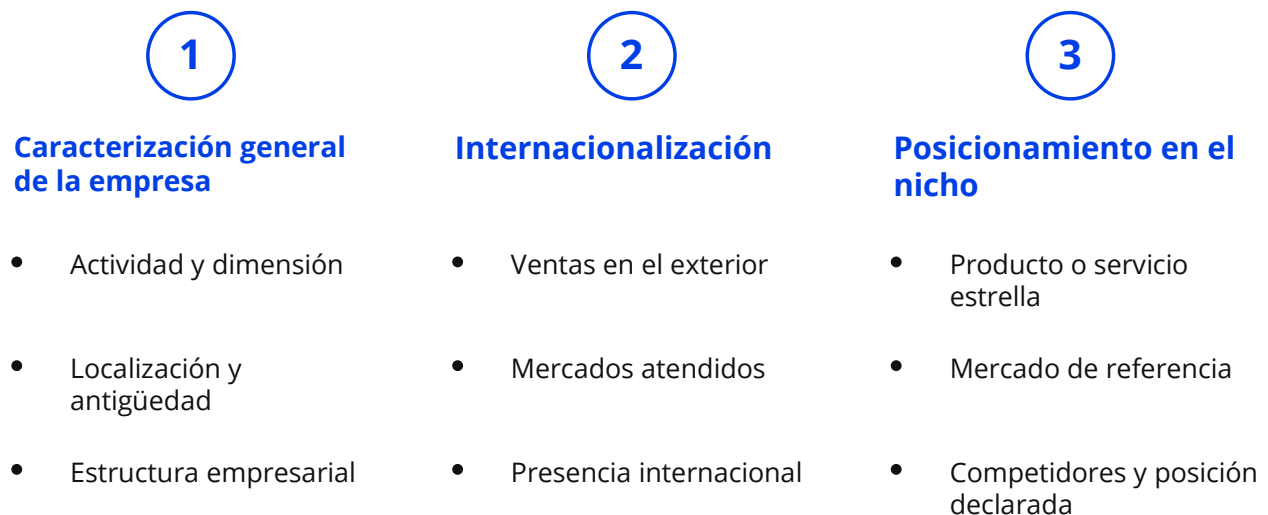 1
Caracterización general
de la empresa
• Actividad y dimensión
• Localización y
antigüedad
• Estructura empresarial
2
Internacionalización
• Ventas en el exterior
• Mercados atendidos
• Presencia internacional
3
Posicionamiento en el
nicho
• Producto o servicio
estrella
• Mercado de referencia
• Competidores y posición
declarada